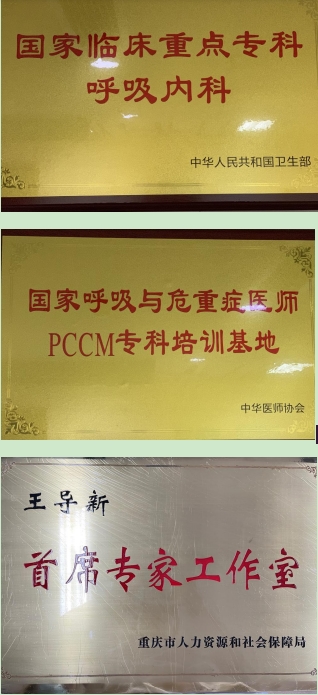 国家临床重点专科
呼吸内科
中华人民共和国卫生部
国家呼吸与危重症医师
PCCM专科培训基地
中华医师协会
王导新
首席专家工作室
重庆市人力资源和社会保障局